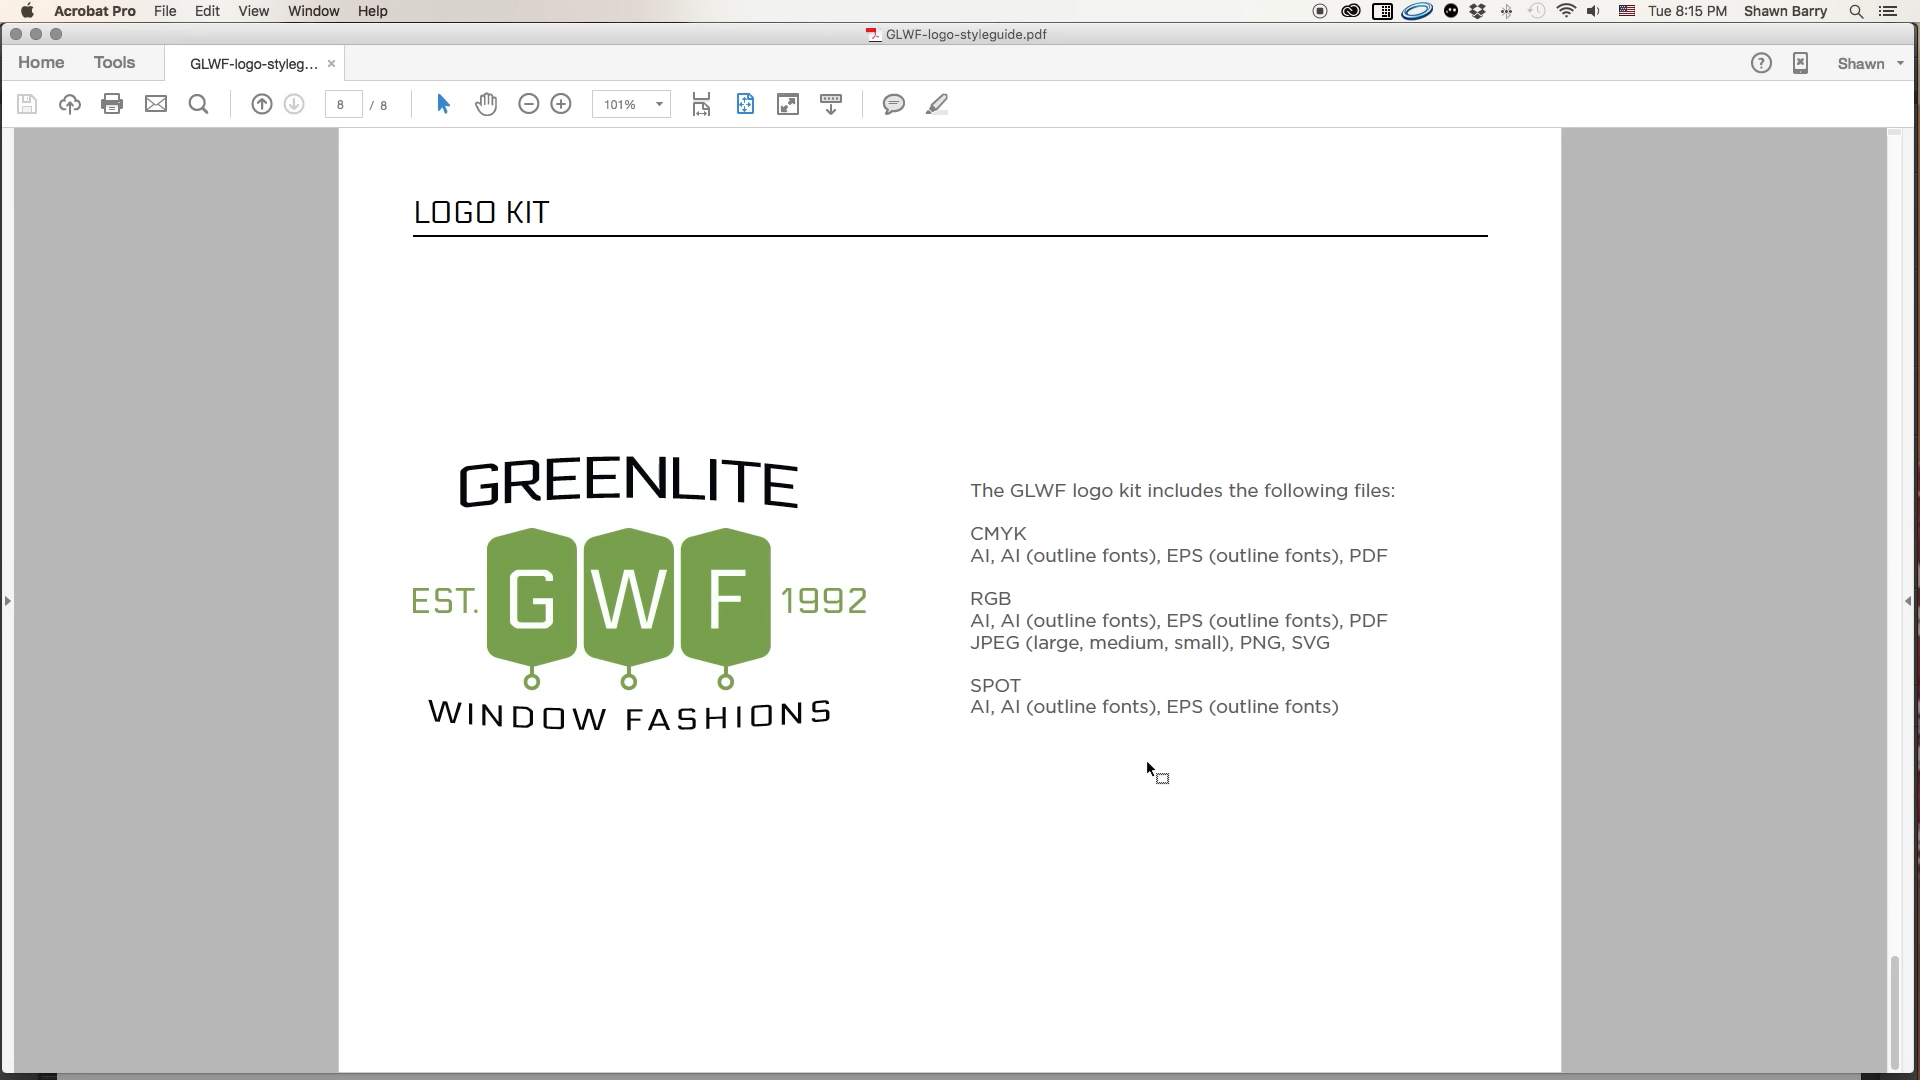 Acrobat Pro File Edit View Window Help Tue 8:15 PM Shawn Barry
GLWF-logo-styleguide.pdf
Home Tools GLWF-logo-styleg... × ? Shawn
8 / 8 101%
LOGO KIT
GREENLITE
EST. G W F 1992
WINDOW FASHIONS
The GLWF logo kit includes the following files:
CMYK
AI, AI (outline fonts), EPS (outline fonts), PDF
RGB
AI, AI (outline fonts), EPS (outline fonts), PDF
JPEG (large, medium, small), PNG, SVG
SPOT
AI, AI (outline fonts), EPS (outline fonts)